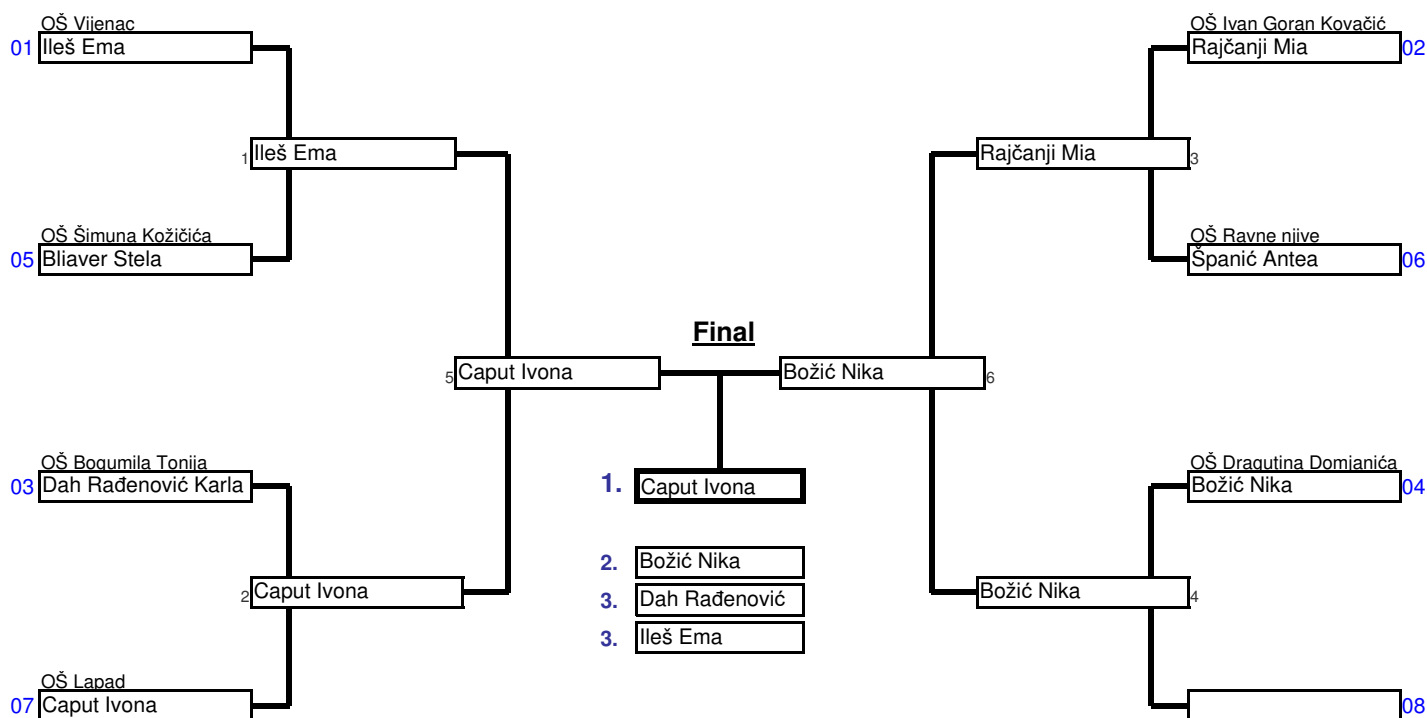 OŠ Vijenac
01 Ileš Ema
OŠ Ivan Goran Kovačić
Rajčanji Mia 02
1 Ileš Ema
Rajčanji Mia 3
OŠ Šimuna Kožičića
05 Bliaver Stela
OŠ Ravne njive
Španić Antea 06
Final
5 Caput Ivona
Božić Nika 6
OŠ Bogumila Tonija
03 Dah Rađenović Karla
1. Caput Ivona
OŠ Dragutina Domjanića
Božić Nika 04
2. Božić Nika
2 Caput Ivona
3. Dah Rađenović
Božić Nika 4
3. Ileš Ema
OŠ Lapad
07 Caput Ivona
08